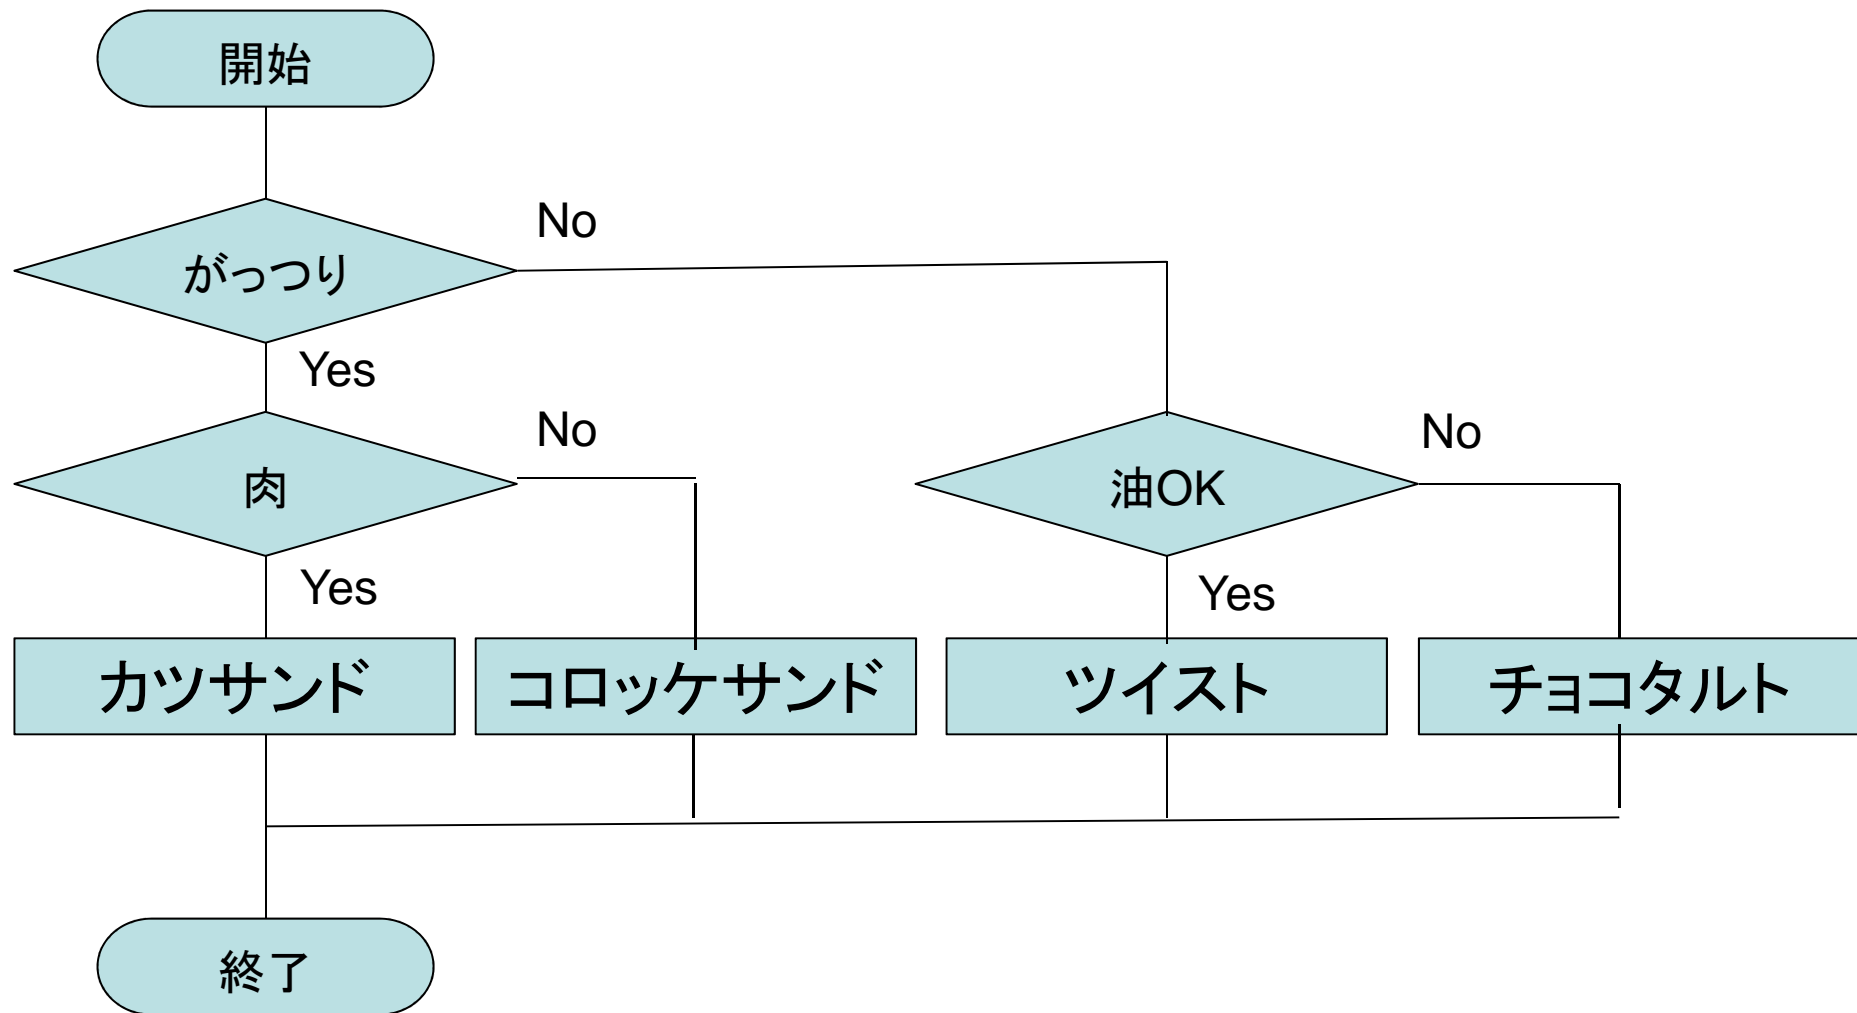 開始
No
がっつり
Yes
No
No
肉
油OK
Yes
Yes
カツサンド
コロッケサンド
ツイスト
チョコタルト
終了